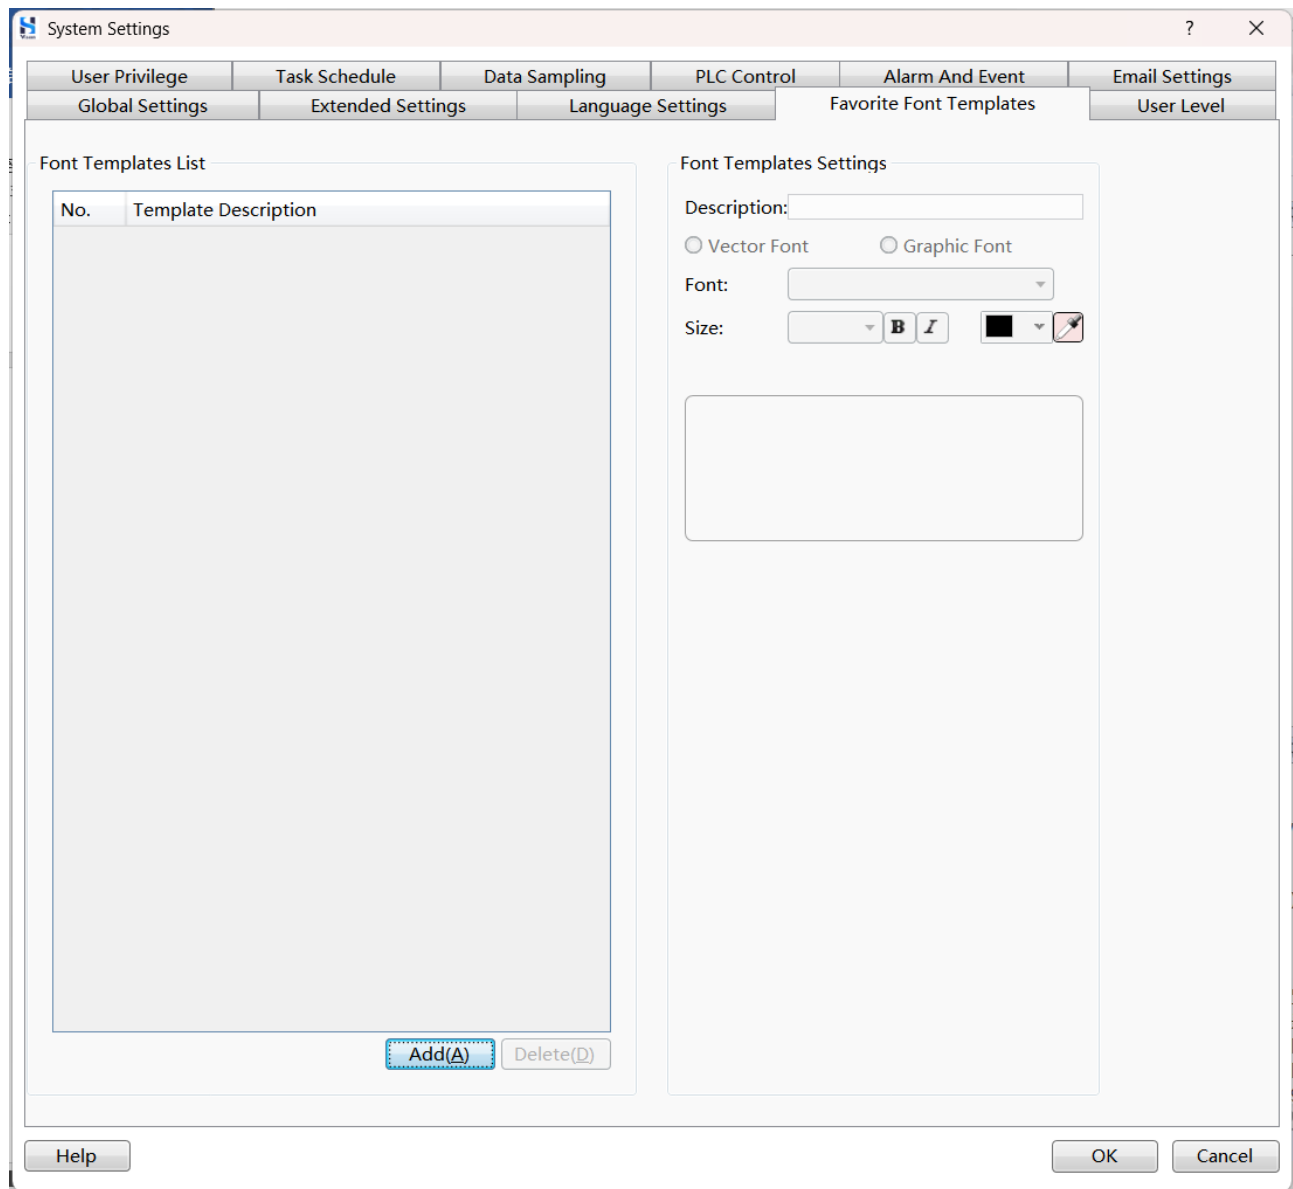 System Settings
User Privilege Task Schedule Data Sampling PLC Control Alarm And Event Email Settings
Global Settings Extended Settings Language Settings Favorite Font Templates User Level
Font Templates List
No. Template Description
Add(A) Delete(D)
Font Templates Settings
Description:
Vector Font Graphic Font
Font:
Size: B I
Help OK Cancel